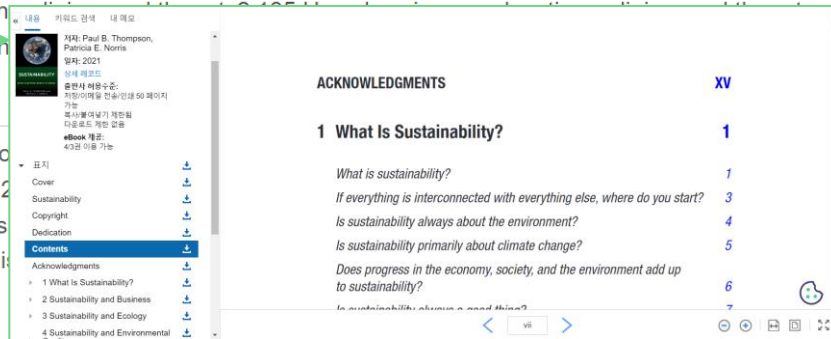 내용 키워드 검색 내 메모
저자: Paul B. Thompson,
Patricia E. Norris
일자: 2021
상세 레코드
출판사 허용수준:
저장/이메일 전송/인쇄 50 페이지
가능
복사/붙여넣기 제한됨
다운로드 제한 없음
eBook 제공:
4/3권 이용 가능
SUSTAINABILITY
표지
Cover
Sustainability
Copyright
Dedication
Contents
Acknowledgments
1 What Is Sustainability?
2 Sustainability and Business
3 Sustainability and Ecology
4 Sustainability and Environmental
ACKNOWLEDGMENTS XV
1 What Is Sustainability? 1
What is sustainability? 1
If everything is interconnected with everything else, where do you start? 3
Is sustainability always about the environment? 4
Is sustainability primarily about climate change? 5
Does progress in the economy, society, and the environment add up
to sustainability? 6
Is sustainability always a good thing? 7
vii